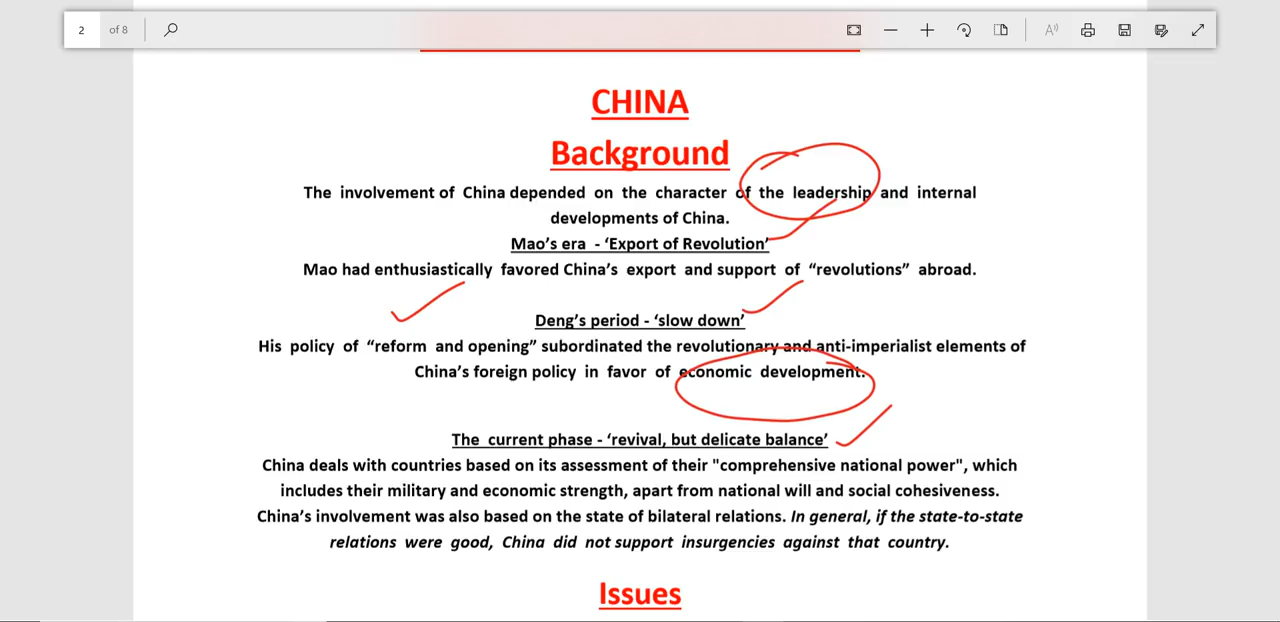 2 of 8
CHINA
Background
The involvement of China depended on the character of the leadership and internal
developments of China.
Mao’s era - ‘Export of Revolution’
Mao had enthusiastically favored China’s export and support of “revolutions” abroad.
Deng’s period - ‘slow down’
His policy of “reform and opening” subordinated the revolutionary and anti-imperialist elements of
China’s foreign policy in favor of economic development.
The current phase - ‘revival, but delicate balance’
China deals with countries based on its assessment of their "comprehensive national power", which
includes their military and economic strength, apart from national will and social cohesiveness.
China’s involvement was also based on the state of bilateral relations. In general, if the state-to-state
relations were good, China did not support insurgencies against that country.
Issues